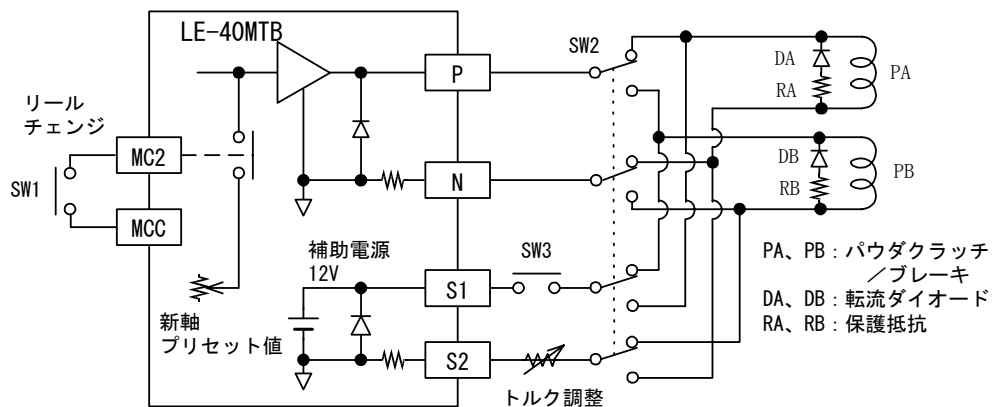 LE-40MTB
P
SW2
DA
RA
PA
リール
チェンジ
MC2
SW1
MCC
N
DB
RB
PB
補助電源
12V
S1
SW3
新軸
プリセット値
S2
トルク調整
PA、PB：パウダクラッチ
／ブレーキ
DA、DB：転流ダイオード
RA、RB：保護抵抗